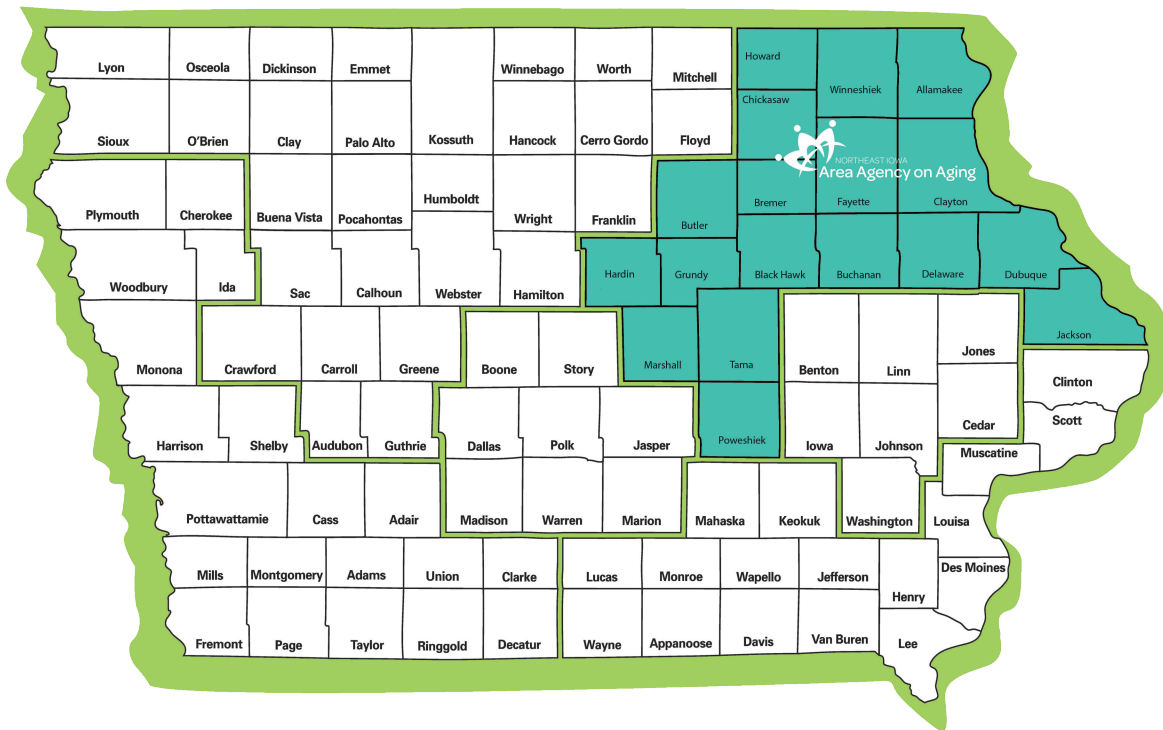 Lyon
Osceola
Dickinson
Emmet
Winnebago
Worth
Mitchell
Howard
Winneshiek
Allamakee
Chickasaw
Sioux
O'Brien
Clay
Palo Alto
Kossuth
Hancock
Cerro Gordo
Floyd
NORTHEAST IOWA
Area Agency on Aging
Plymouth
Cherokee
Buena Vista
Pocahontas
Humboldt
Wright
Franklin
Butler
Bremer
Fayette
Clayton
Woodbury
Ida
Sac
Calhoun
Webster
Hamilton
Hardin
Grundy
Black Hawk
Buchanan
Delaware
Dubuque
Jackson
Monona
Crawford
Carroll
Greene
Boone
Story
Marshall
Tama
Benton
Linn
Jones
Clinton
Harrison
Shelby
Audubon
Guthrie
Dallas
Polk
Jasper
Poweshiek
Iowa
Johnson
Cedar
Scott
Muscatine
Pottawattamie
Cass
Adair
Madison
Warren
Marion
Mahaska
Keokuk
Washington
Louisa
Mills
Montgomery
Adams
Union
Clarke
Lucas
Monroe
Wapello
Jefferson
Henry
Des Moines
Fremont
Page
Taylor
Ringgold
Decatur
Wayne
Appanoose
Davis
Van Buren
Lee